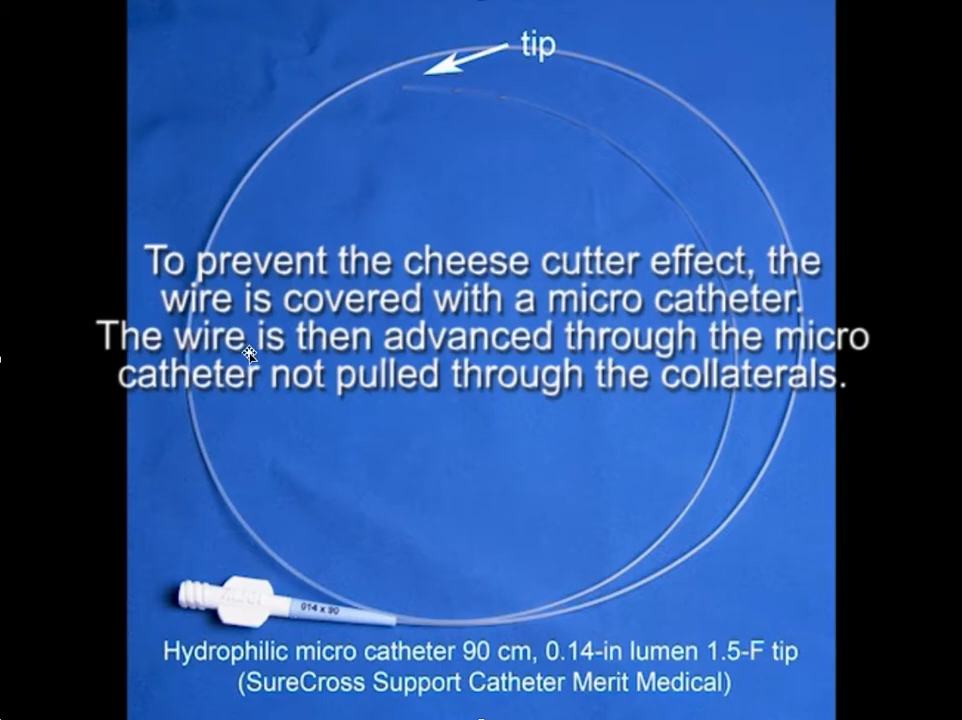 tip
To prevent the cheese cutter effect, the
wire is covered with a micro catheter.
The wire is then advanced through the micro
catheter not pulled through the collaterals.
014 x 90
Hydrophilic micro catheter 90 cm, 0.14-in lumen 1.5-F tip
(SureCross Support Catheter Merit Medical)